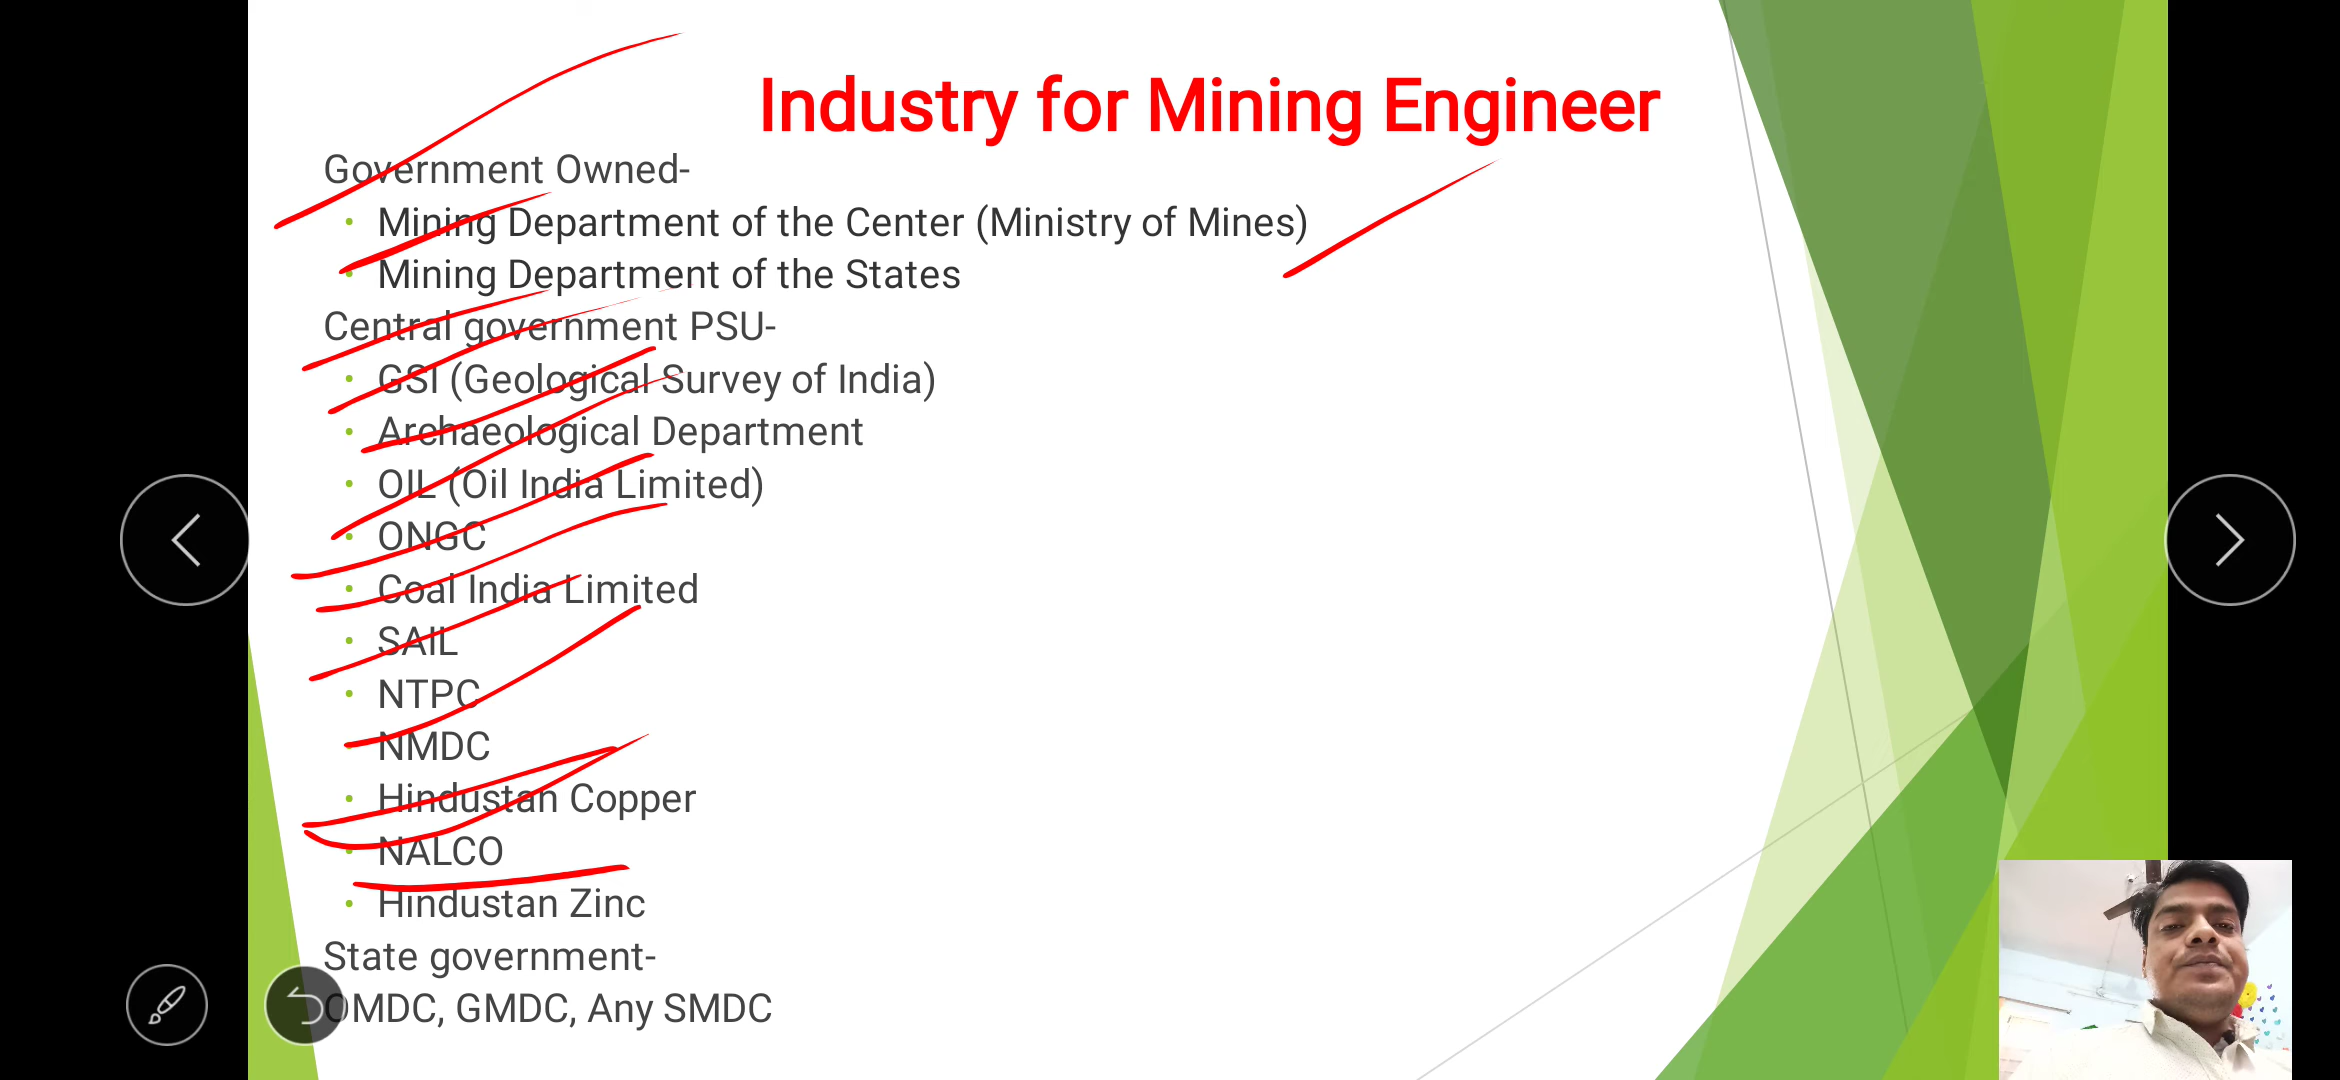 Industry for Mining Engineer
Government Owned-
• Mining Department of the Center (Ministry of Mines)
• Mining Department of the States
Central government PSU-
• GSI (Geological Survey of India)
• Archaeological Department
• OIL (Oil India Limited)
• ONGC
• Coal India Limited
• SAIL
• NTPC
NMDC
• Hindustan Copper
• NALCO
• Hindustan Zinc
State government-
OMDC, GMDC, Any SMDC